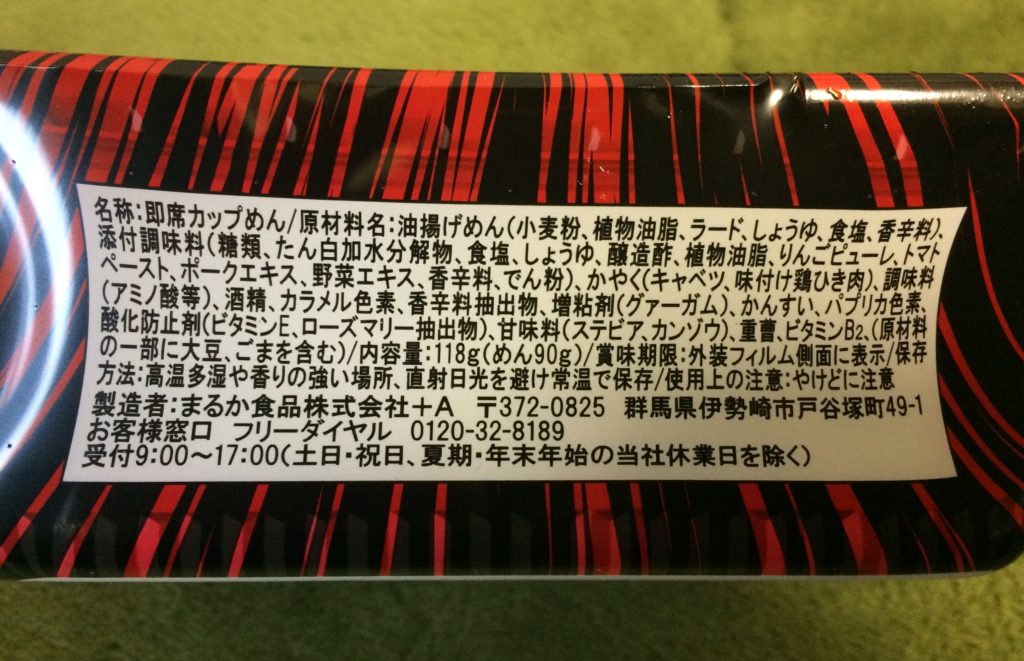 名称:即席カップめん/原材料名:油揚げめん(小麦粉、植物油脂、ラード、しょうゆ、食塩、香辛料)、
添付調味料(糖類、たん白加水分解物、食塩、しょうゆ、醸造酢、植物油脂、りんごピューレ、トマト
ペースト、ポークエキス、野菜エキス、香辛料、でん粉)、かやく(キャベツ、味付け鶏ひき肉)、調味料
(アミノ酸等)、酒精、カラメル色素、香辛料抽出物、増粘剤(グァーガム)、かんすい、パプリカ色素、
酸化防止剤(ビタミンE、ローズマリー抽出物)、甘味料(ステビア、カンゾウ)、重曹、ビタミンB2、(原材料
の一部に大豆、ごまを含む)/内容量:118g(めん90g)/賞味期限:外装フィルム側面に表示/保存
方法:高温多湿や香りの強い場所、直射日光を避け常温で保存/使用上の注意:やけどに注意
製造者:まるか食品株式会社+A 〒372-0825 群馬県伊勢崎市戸谷塚町49-1
お客様窓口 フリーダイヤル 0120-32-8189
受付9:00～17:00(土日・祝日、夏期・年末年始の当社休業日を除く)